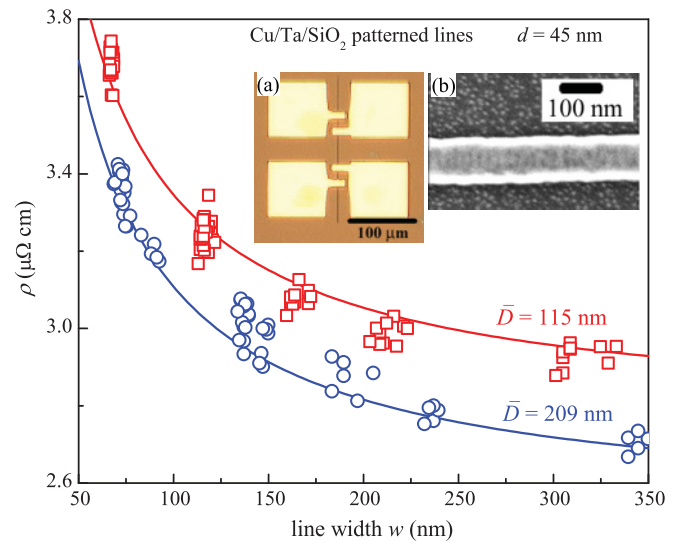 Cu/Ta/SiO₂ patterned lines d = 45 nm
(a)
(b)
100 nm
100 μm
D̄ = 115 nm
D̄ = 209 nm
3.8
3.4
3.0
2.6
ρ (μΩ cm)
50 100 150 200 250 300 350
line width w (nm)